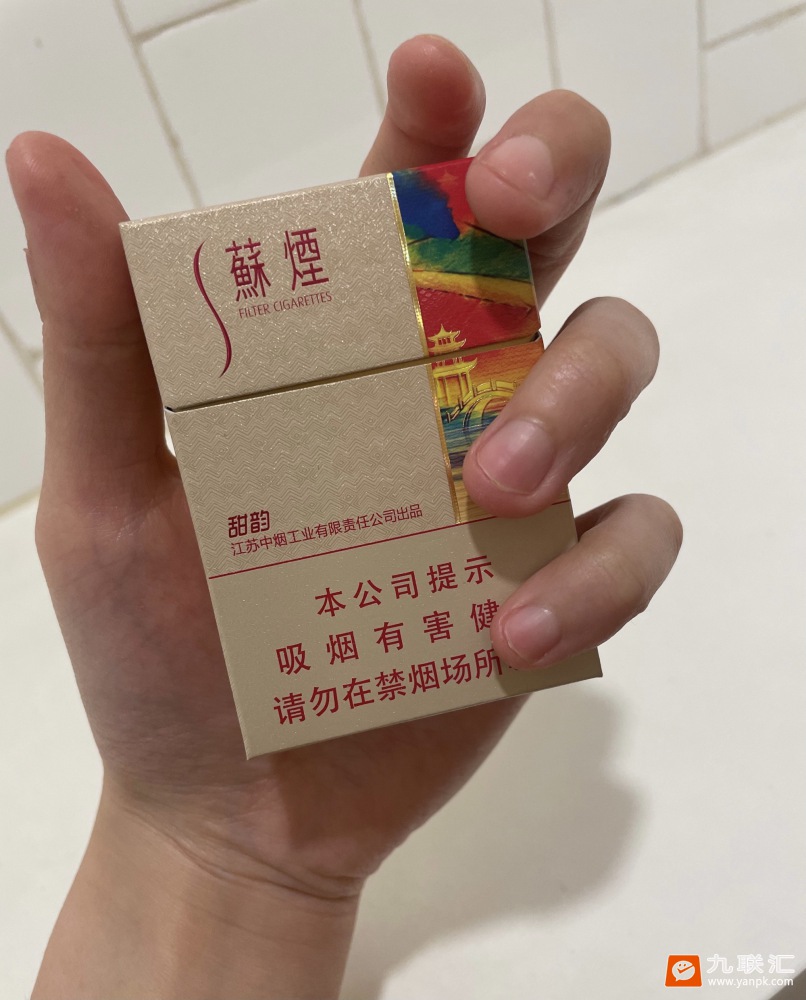 蘇煙
FILTER CIGARETTES
甜韵
江苏中烟工业有限责任公司出品
本公司提示
吸烟有害健
请勿在禁烟场所
九联汇
www.yanpk.com